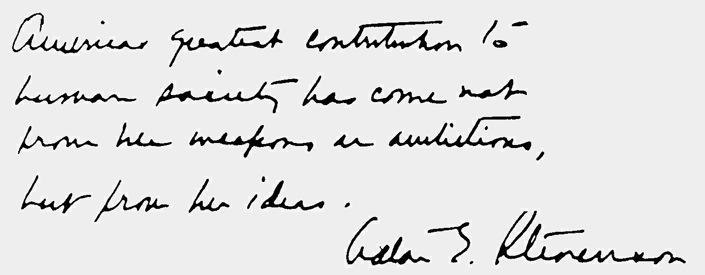 Americas greatest contribution to
human society has come not
from her weapons or ambitions,
but from her ideas.
Adlai E. Stevenson